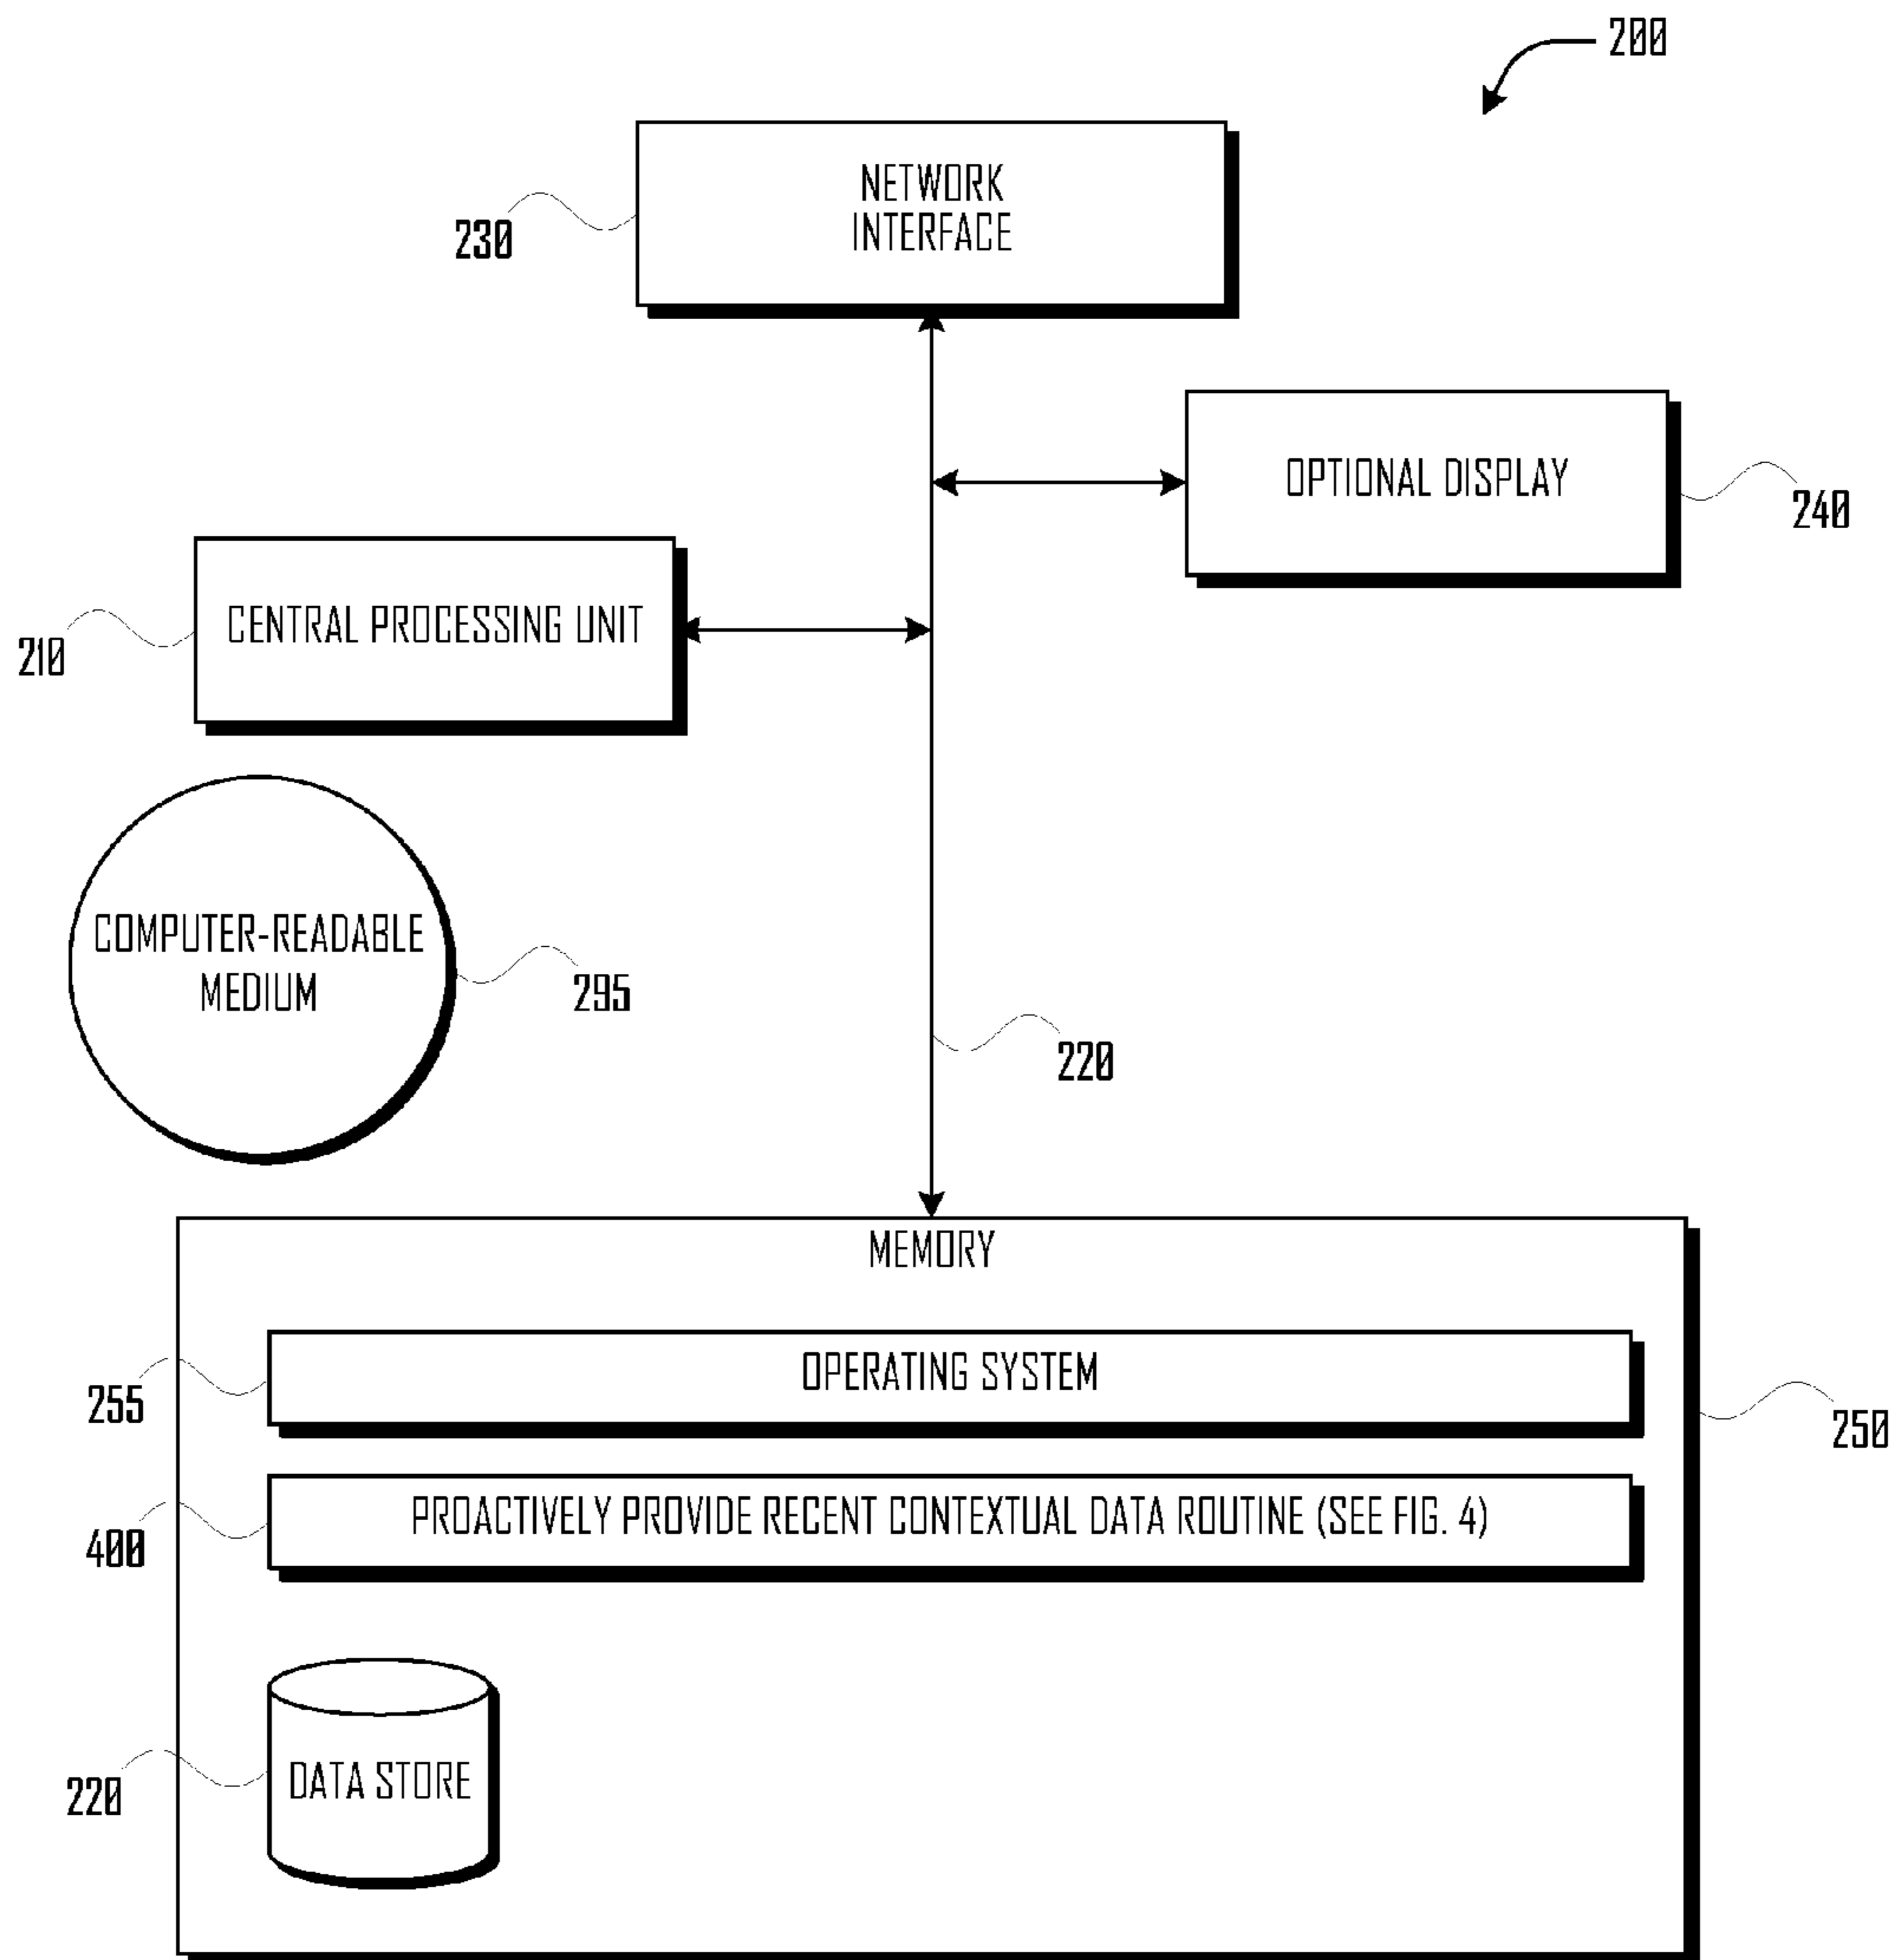 200
NETWORK
INTERFACE
230
OPTIONAL DISPLAY
240
CENTRAL PROCESSING UNIT
210
COMPUTER-READABLE
MEDIUM
295
220
MEMORY
OPERATING SYSTEM
255
250
PROACTIVELY PROVIDE RECENT CONTEXTUAL DATA ROUTINE (SEE FIG. 4)
400
DATA STORE
220